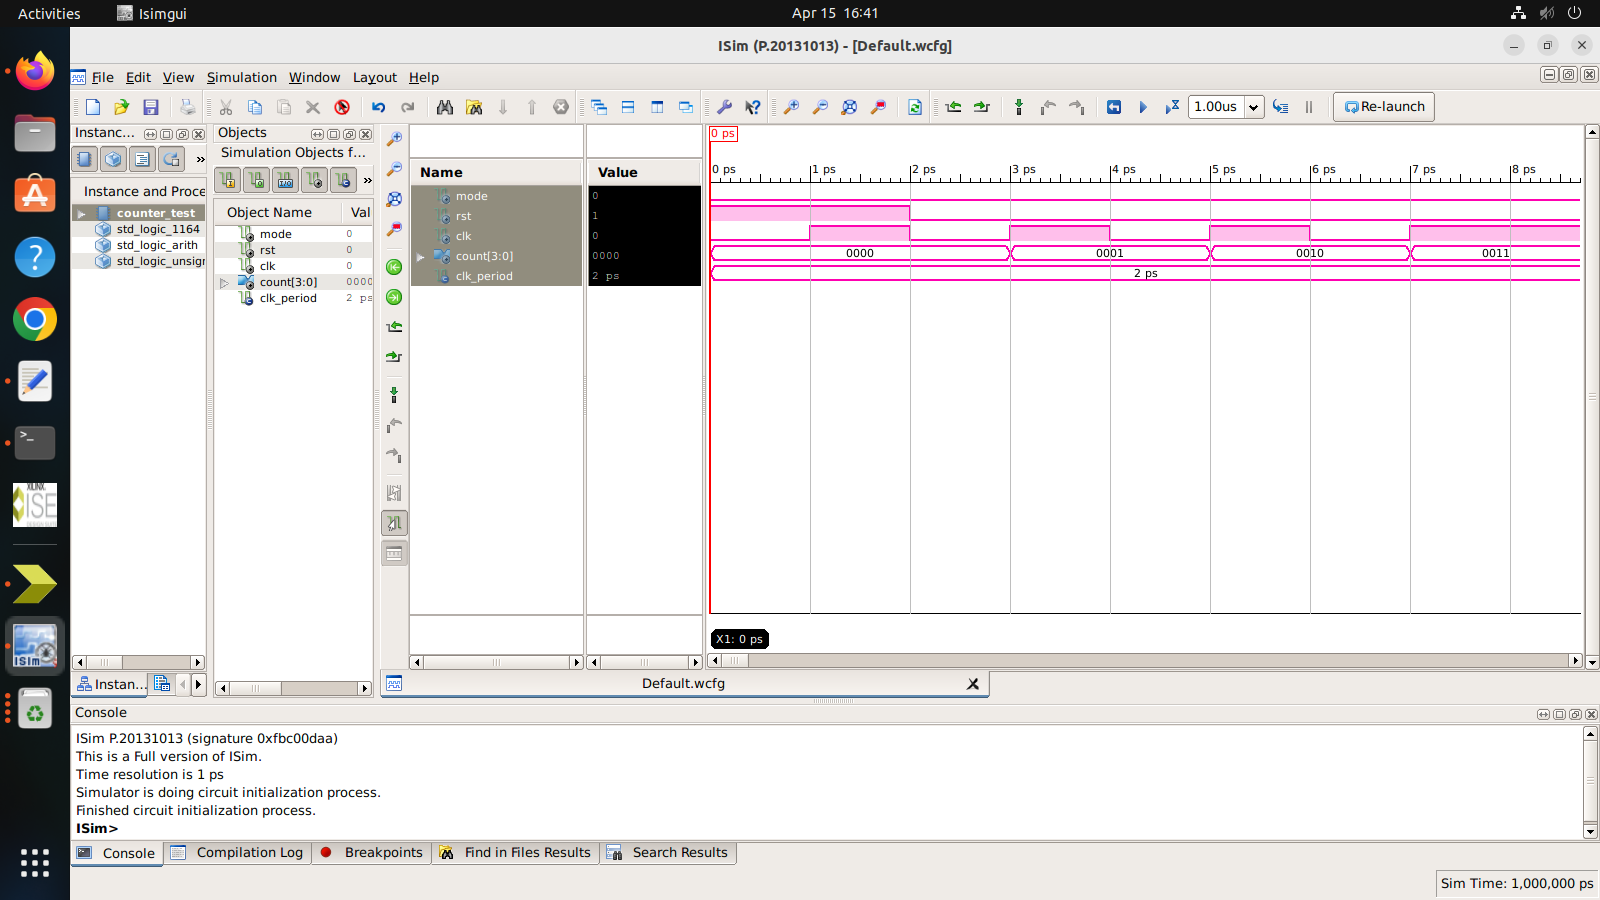 Activities
Isimgui
Apr 15 16:41
ISim (P.20131013) - [Default.wcfg]
File Edit View Simulation Window Layout Help
1.00us
Re-launch
Instanc...
Instance and Proce
counter_test
std_logic_1164
std_logic_arith
std_logic_unsign
Instan...
Objects
Simulation Objects f...
Object Name Val
mode 0
rst 0
clk 0
count[3:0] 0000
clk_period 2 ps
Name Value
mode 0
rst 1
clk 0
count[3:0] 0000
clk_period 2 ps
0 ps
0 ps 1 ps 2 ps 3 ps 4 ps 5 ps 6 ps 7 ps 8 ps
0000 0001 0010 0011
2 ps
X1: 0 ps
Default.wcfg
Console
ISim P.20131013 (signature 0xfbc00daa)
This is a Full version of ISim.
Time resolution is 1 ps
Simulator is doing circuit initialization process.
Finished circuit initialization process.
ISim>
Console Compilation Log Breakpoints Find in Files Results Search Results
Sim Time: 1,000,000 ps
XILINX
ISE
ISim